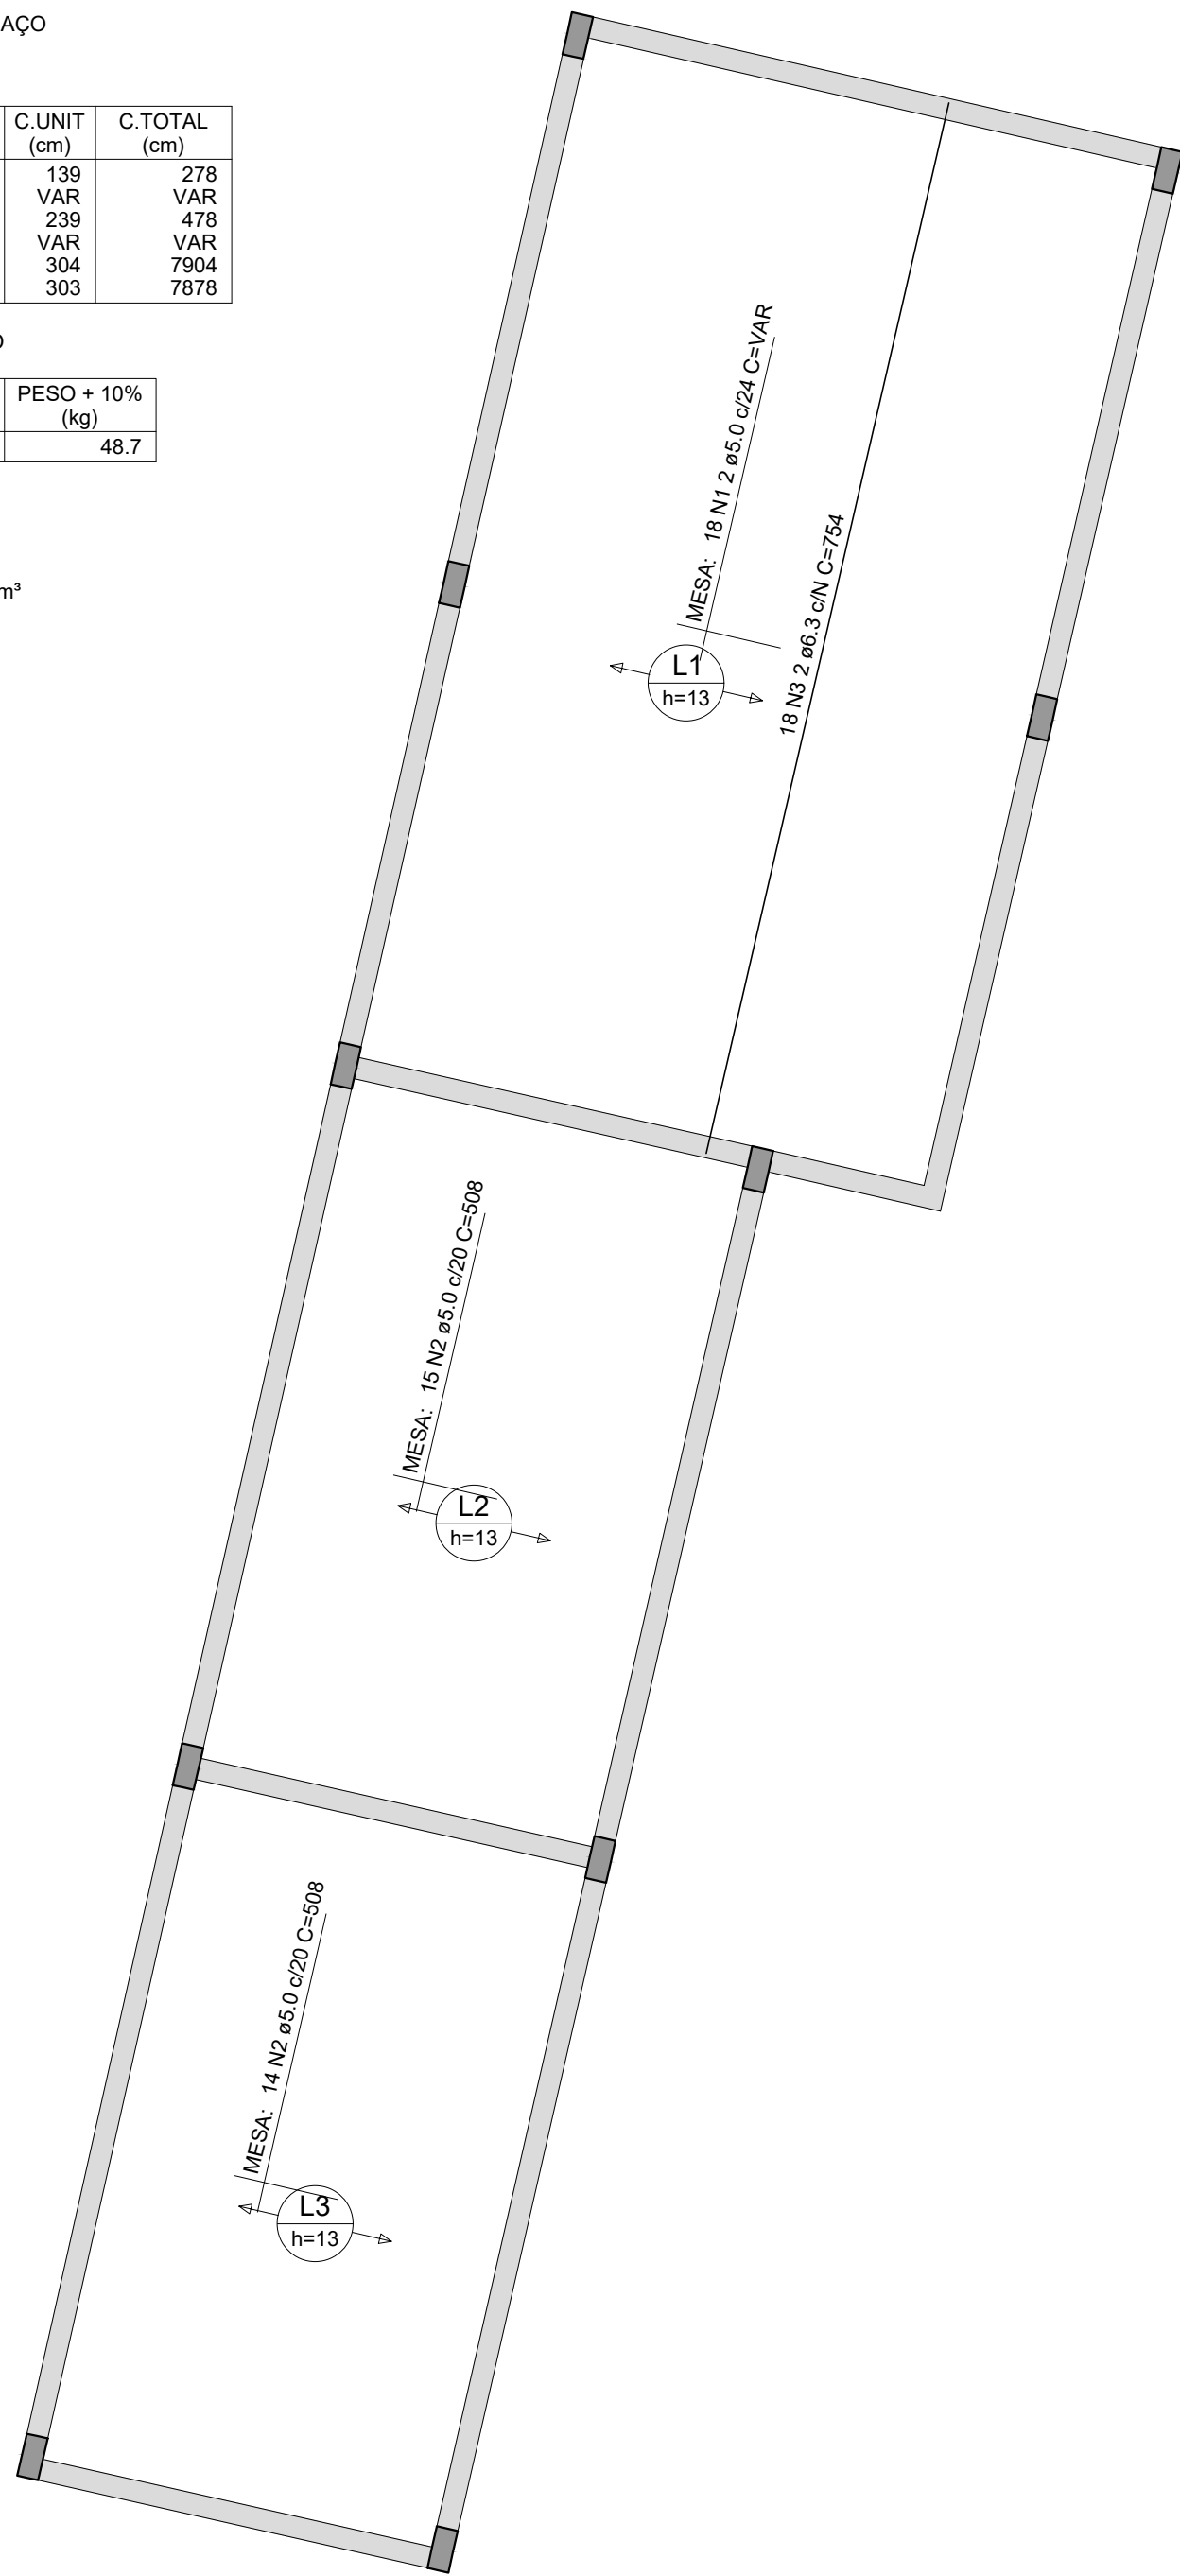 AÇO
C.UNIT C.TOTAL
(cm) (cm)
139 278
VAR VAR
239 478
VAR VAR
304 7904
303 7878
PESO + 10%
(kg)
48.7
m³
MESA: 18 N1 2 ø5.0 c/24 C=VAR
18 N3 2 ø6.3 c/N C=754
L1
h=13
MESA: 15 N2 ø5.0 c/20 C=508
L2
h=13
MESA: 14 N2 ø5.0 c/20 C=508
L3
h=13